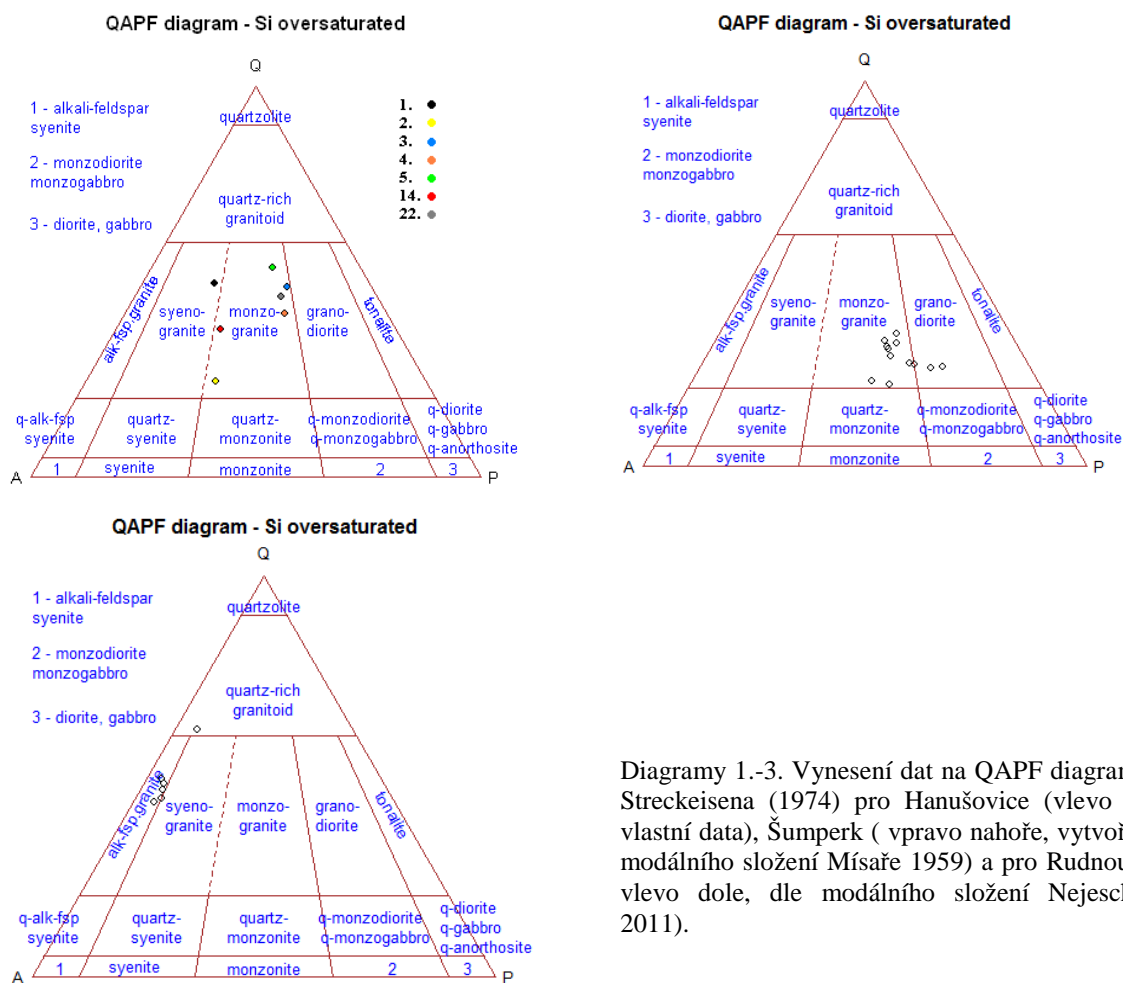 QAPF diagram - Si oversaturated
Q
1 - alkali-feldspar
syenite
2 - monzodiorite
monzogabbro
3 - diorite, gabbro
1.
2.
3.
4.
5.
14.
22.
quartzolite
quartz-rich
granitoid
alk-fsp.granite
syeno-
granite
monzo-
granite
grano-
diorite
tonalite
q-alk-fsp
syenite
quartz-
syenite
quartz-
monzonite
q-monzodiorite
q-monzogabbro
q-diorite
q-gabbro
q-anorthosite
A
1
syenite
monzonite
2
3
P
QAPF diagram - Si oversaturated
Q
1 - alkali-feldspar
syenite
2 - monzodiorite
monzogabbro
3 - diorite, gabbro
quartzolite
quartz-rich
granitoid
alk-fsp.granite
syeno-
granite
monzo-
granite
grano-
diorite
tonalite
q-alk-fsp
syenite
quartz-
syenite
quartz-
monzonite
q-monzodiorite
q-monzogabbro
q-diorite
q-gabbro
q-anorthosite
A
1
syenite
monzonite
2
3
P
QAPF diagram - Si oversaturated
Q
1 - alkali-feldspar
syenite
2 - monzodiorite
monzogabbro
3 - diorite, gabbro
quartzolite
quartz-rich
granitoid
alk-fsp.granite
syeno-
granite
monzo-
granite
grano-
diorite
tonalite
q-alk-fsp
syenite
quartz-
syenite
quartz-
monzonite
q-monzodiorite
q-monzogabbro
q-diorite
q-gabbro
q-anorthosite
A
1
syenite
monzonite
2
3
P
Diagramy 1.-3. Vynesení dat na QAPF diagram
Streckeisena (1974) pro Hanušovice (vlevo
vlastní data), Šumperk ( vpravo nahoře, vytvoř
modálního složení Mísaře 1959) a pro Rudnou
vlevo dole, dle modálního složení Nejesch
2011).